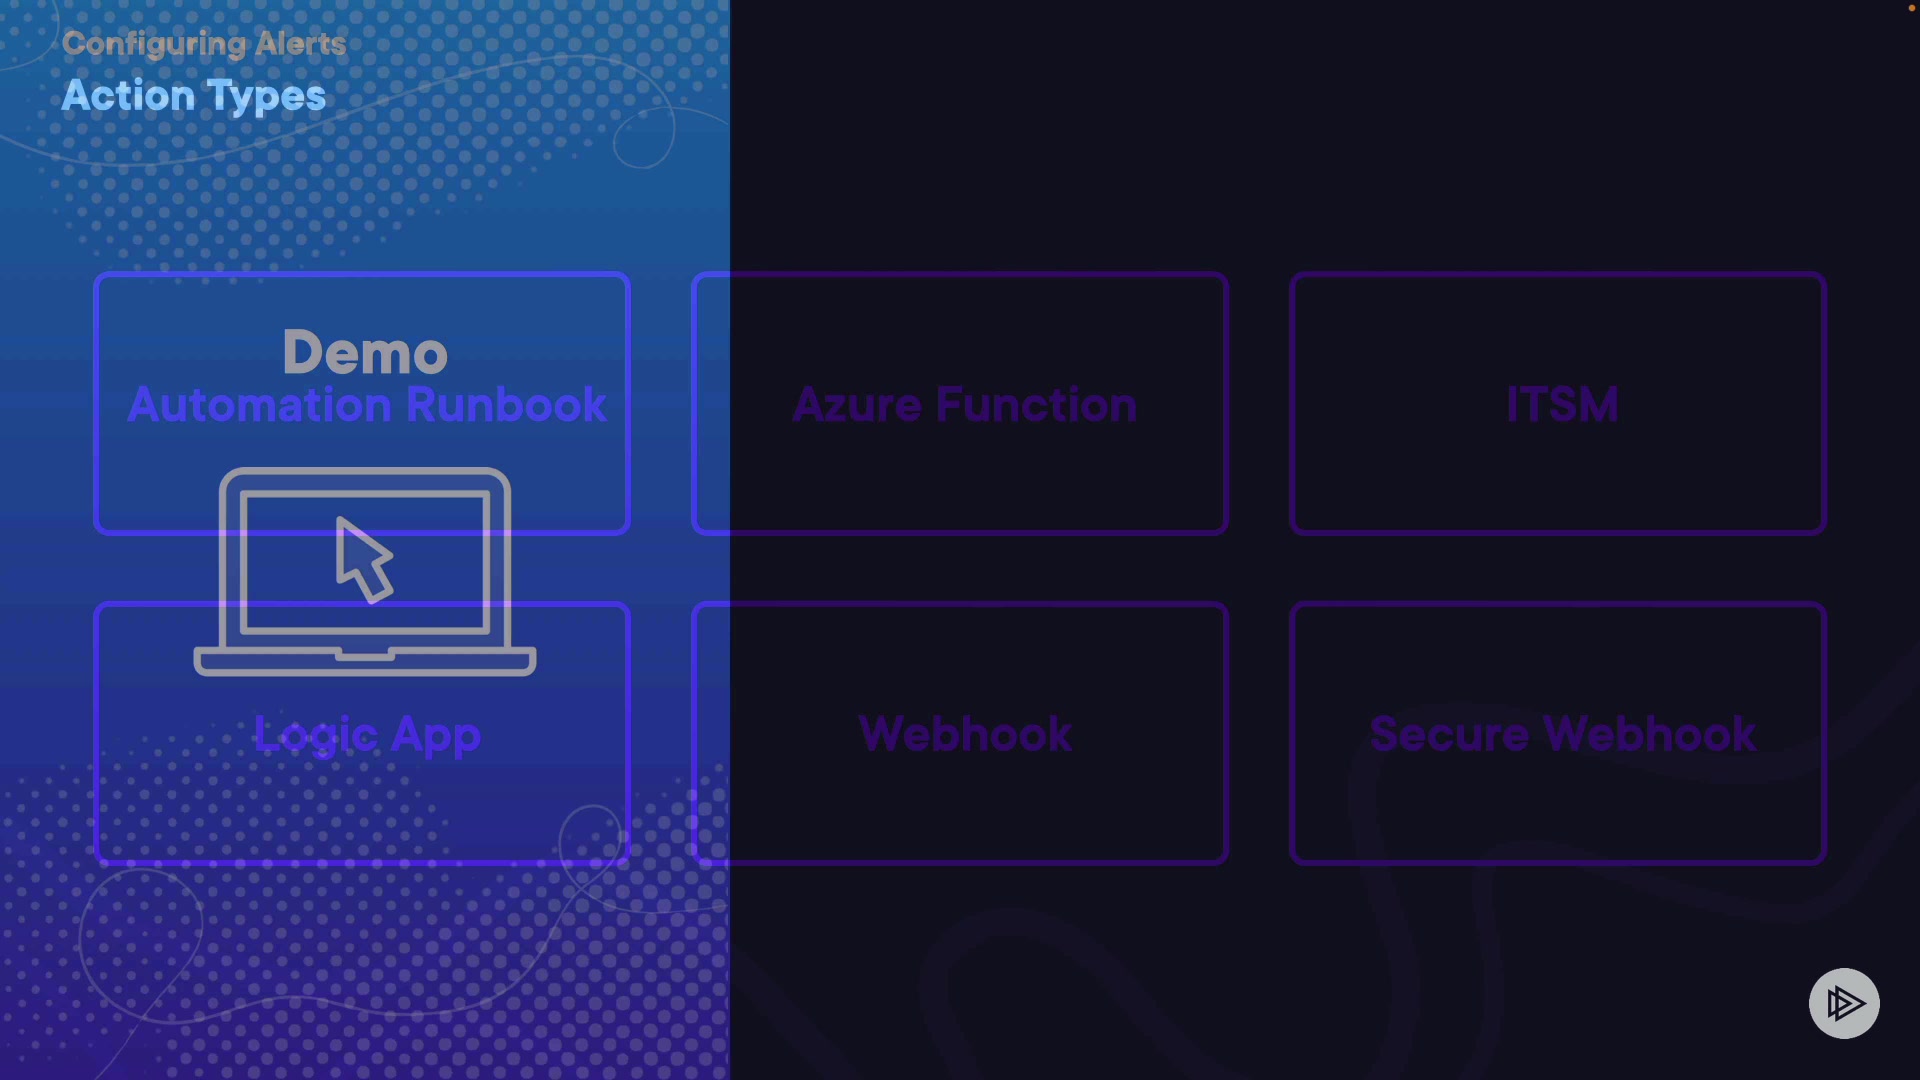 Configuring Alerts
Action Types
Demo
Automation Runbook
Azure Function
ITSM
Logic App
Webhook
Secure Webhook